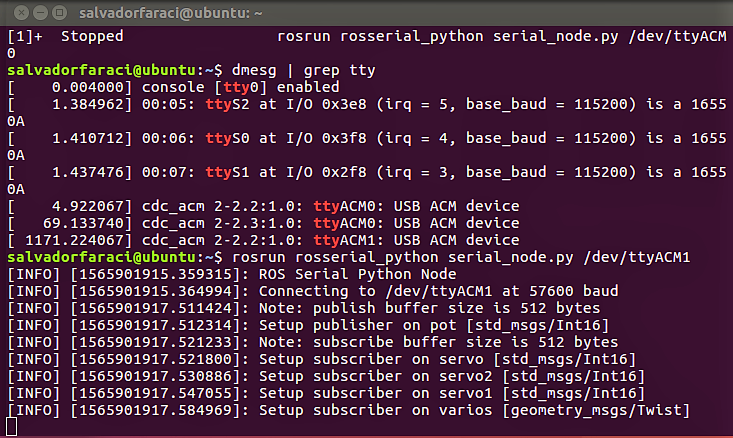 salvadorfaraci@ubuntu: ~
[1]+  Stopped                 rosrun rosserial_python serial_node.py /dev/ttyACM
0
salvadorfaraci@ubuntu:~$ dmesg | grep tty
[    0.004000] console [tty0] enabled
[    1.384962] 00:05: ttyS2 at I/O 0x3e8 (irq = 5, base_baud = 115200) is a 1655
0A
[    1.410712] 00:06: ttyS0 at I/O 0x3f8 (irq = 4, base_baud = 115200) is a 1655
0A
[    1.437476] 00:07: ttyS1 at I/O 0x2f8 (irq = 3, base_baud = 115200) is a 1655
0A
[    4.922067] cdc_acm 2-2.2:1.0: ttyACM0: USB ACM device
[   69.133740] cdc_acm 2-2.3:1.0: ttyACM0: USB ACM device
[ 1171.224067] cdc_acm 2-2.2:1.0: ttyACM1: USB ACM device
salvadorfaraci@ubuntu:~$ rosrun rosserial_python serial_node.py /dev/ttyACM1
[INFO] [1565901915.359315]: ROS Serial Python Node
[INFO] [1565901915.364994]: Connecting to /dev/ttyACM1 at 57600 baud
[INFO] [1565901917.511424]: Note: publish buffer size is 512 bytes
[INFO] [1565901917.512314]: Setup publisher on pot [std_msgs/Int16]
[INFO] [1565901917.521233]: Note: subscribe buffer size is 512 bytes
[INFO] [1565901917.521800]: Setup subscriber on servo [std_msgs/Int16]
[INFO] [1565901917.530886]: Setup subscriber on servo2 [std_msgs/Int16]
[INFO] [1565901917.547055]: Setup subscriber on servo1 [std_msgs/Int16]
[INFO] [1565901917.584969]: Setup subscriber on varios [geometry_msgs/Twist]